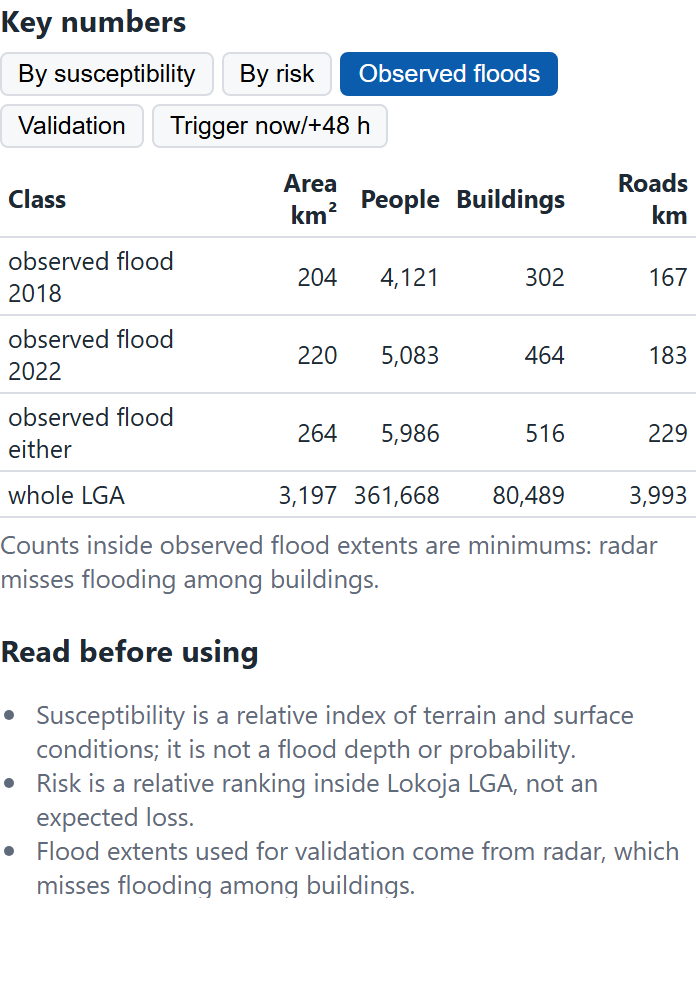 Key numbers
By susceptibility By risk Observed floods
Validation Trigger now/+48 h
Class Area km² People Buildings Roads km
observed flood 2018 204 4,121 302 167
observed flood 2022 220 5,083 464 183
observed flood either 264 5,986 516 229
whole LGA 3,197 361,668 80,489 3,993
Counts inside observed flood extents are minimums: radar
misses flooding among buildings.
Read before using
• Susceptibility is a relative index of terrain and surface
conditions; it is not a flood depth or probability.
• Risk is a relative ranking inside Lokoja LGA, not an
expected loss.
• Flood extents used for validation come from radar, which
misses flooding among buildings.